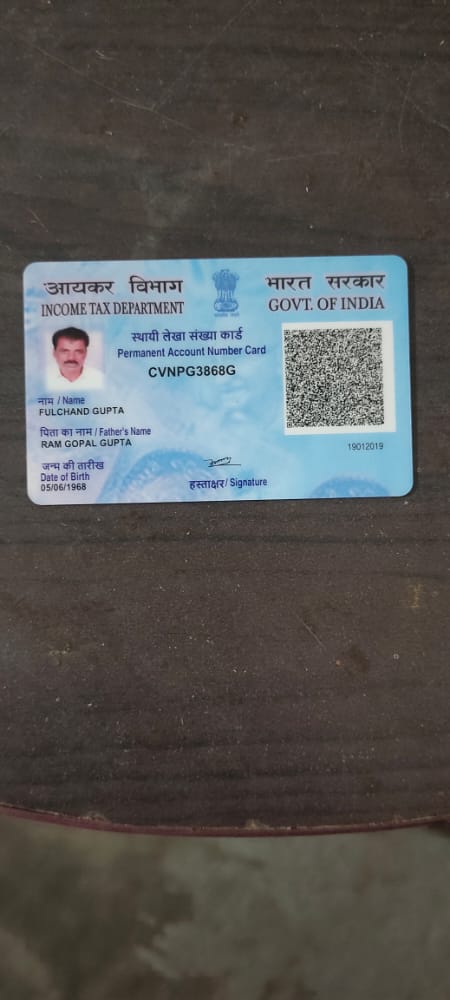 आयकर विभाग
INCOME TAX DEPARTMENT
भारत सरकार
GOVT. OF INDIA
स्थायी लेखा संख्या कार्ड
Permanent Account Number Card
CVNPG3868G
नाम / Name
FULCHAND GUPTA
पिता का नाम / Father's Name
RAM GOPAL GUPTA
जन्म की तारीख
Date of Birth
05/06/1968
हस्ताक्षर / Signature
19012019